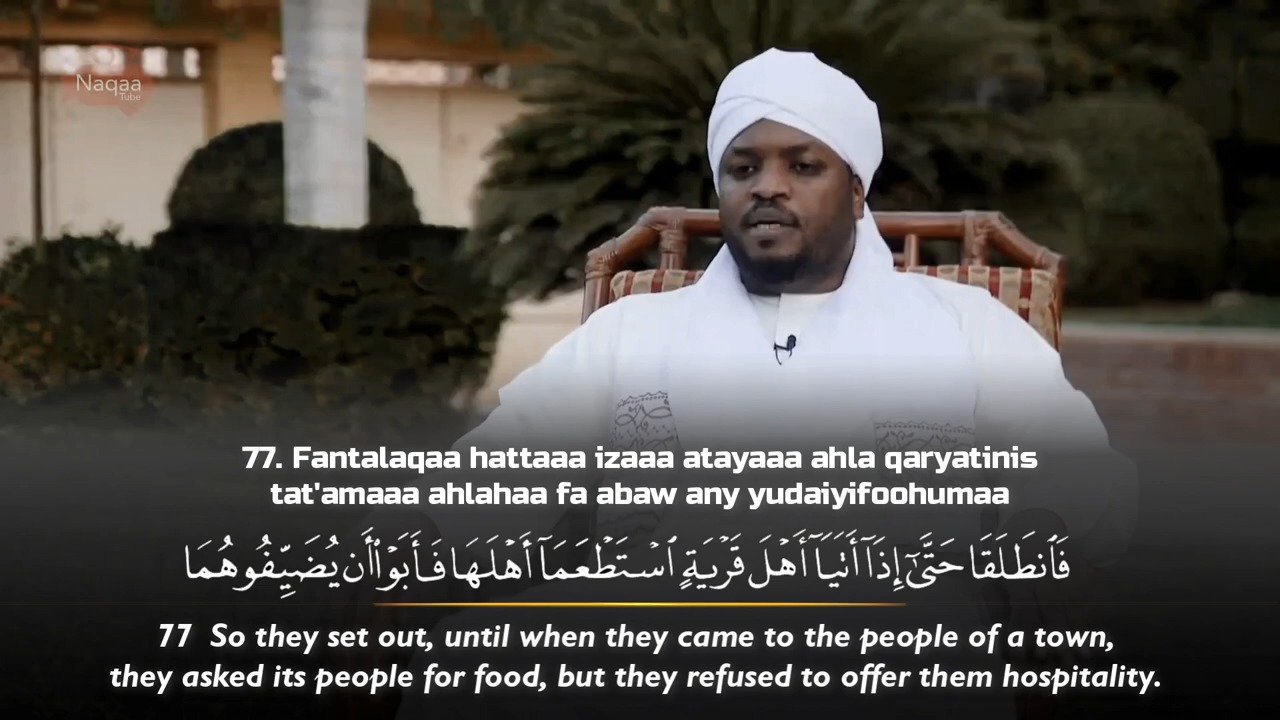 Naqaa
Tube
77. Fantalaqaa hattaaa izaaa atayaaa ahla qaryatinis
tat'amaaa ahlahaa fa abaw any yudaiyifoohumaa
فَٱنطَلَقَا حَتَّىٰٓ إِذَآ أَتَيَآ أَهْلَ قَرْيَةٍ ٱسْتَطْعَمَآ أَهْلَهَا فَأَبَوْا۟ أَن يُضَيِّفُوهُمَا
77 So they set out, until when they came to the people of a town,
they asked its people for food, but they refused to offer them hospitality.